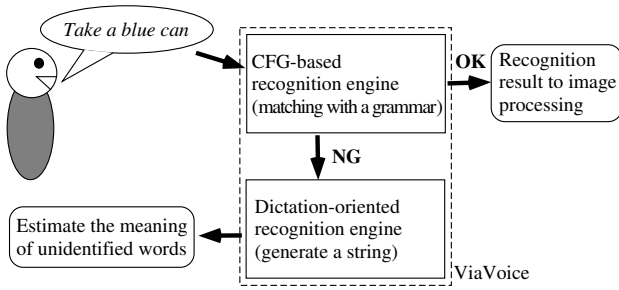 Take a blue can
CFG-based
recognition engine
(matching with a grammar)
OK
Recognition
result to image
processing
NG
Dictation-oriented
recognition engine
(generate a string)
Estimate the meaning
of unidentified words
ViaVoice